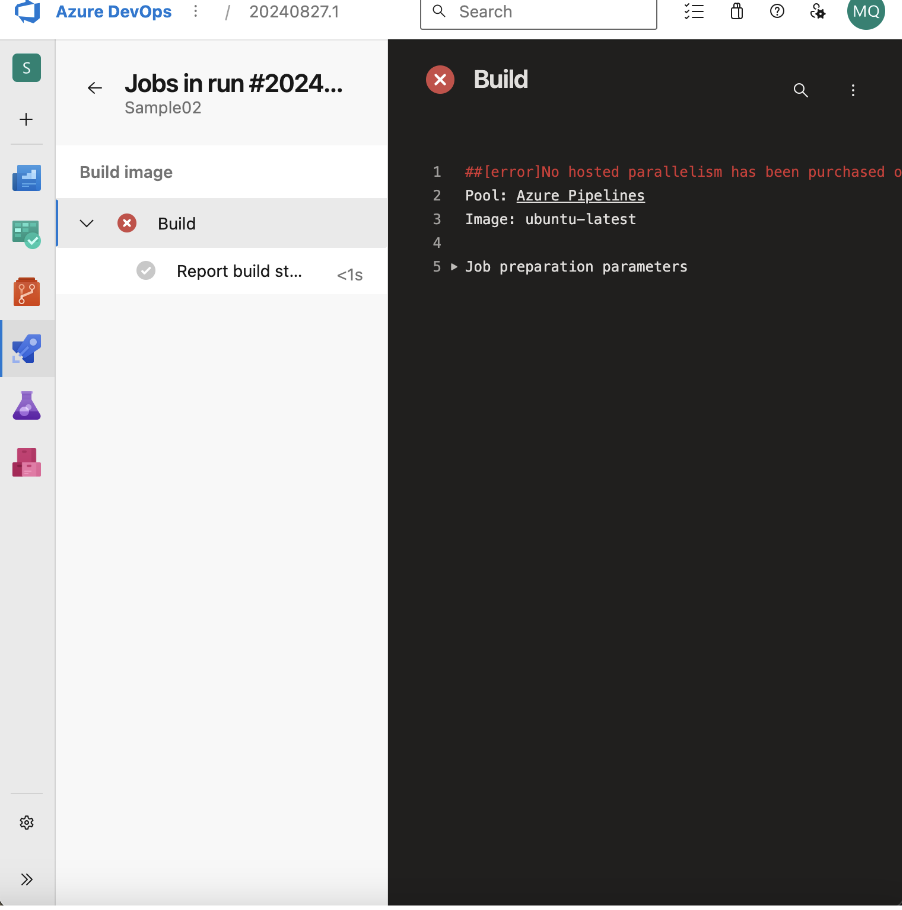 Azure DevOps / 20240827.1 Search MQ
S
Jobs in run #2024...
Sample02
Build image
Build
Report build st... <1s
Build
1 ##[error]No hosted parallelism has been purchased o
2 Pool: Azure Pipelines
3 Image: ubuntu-latest
4
5 Job preparation parameters